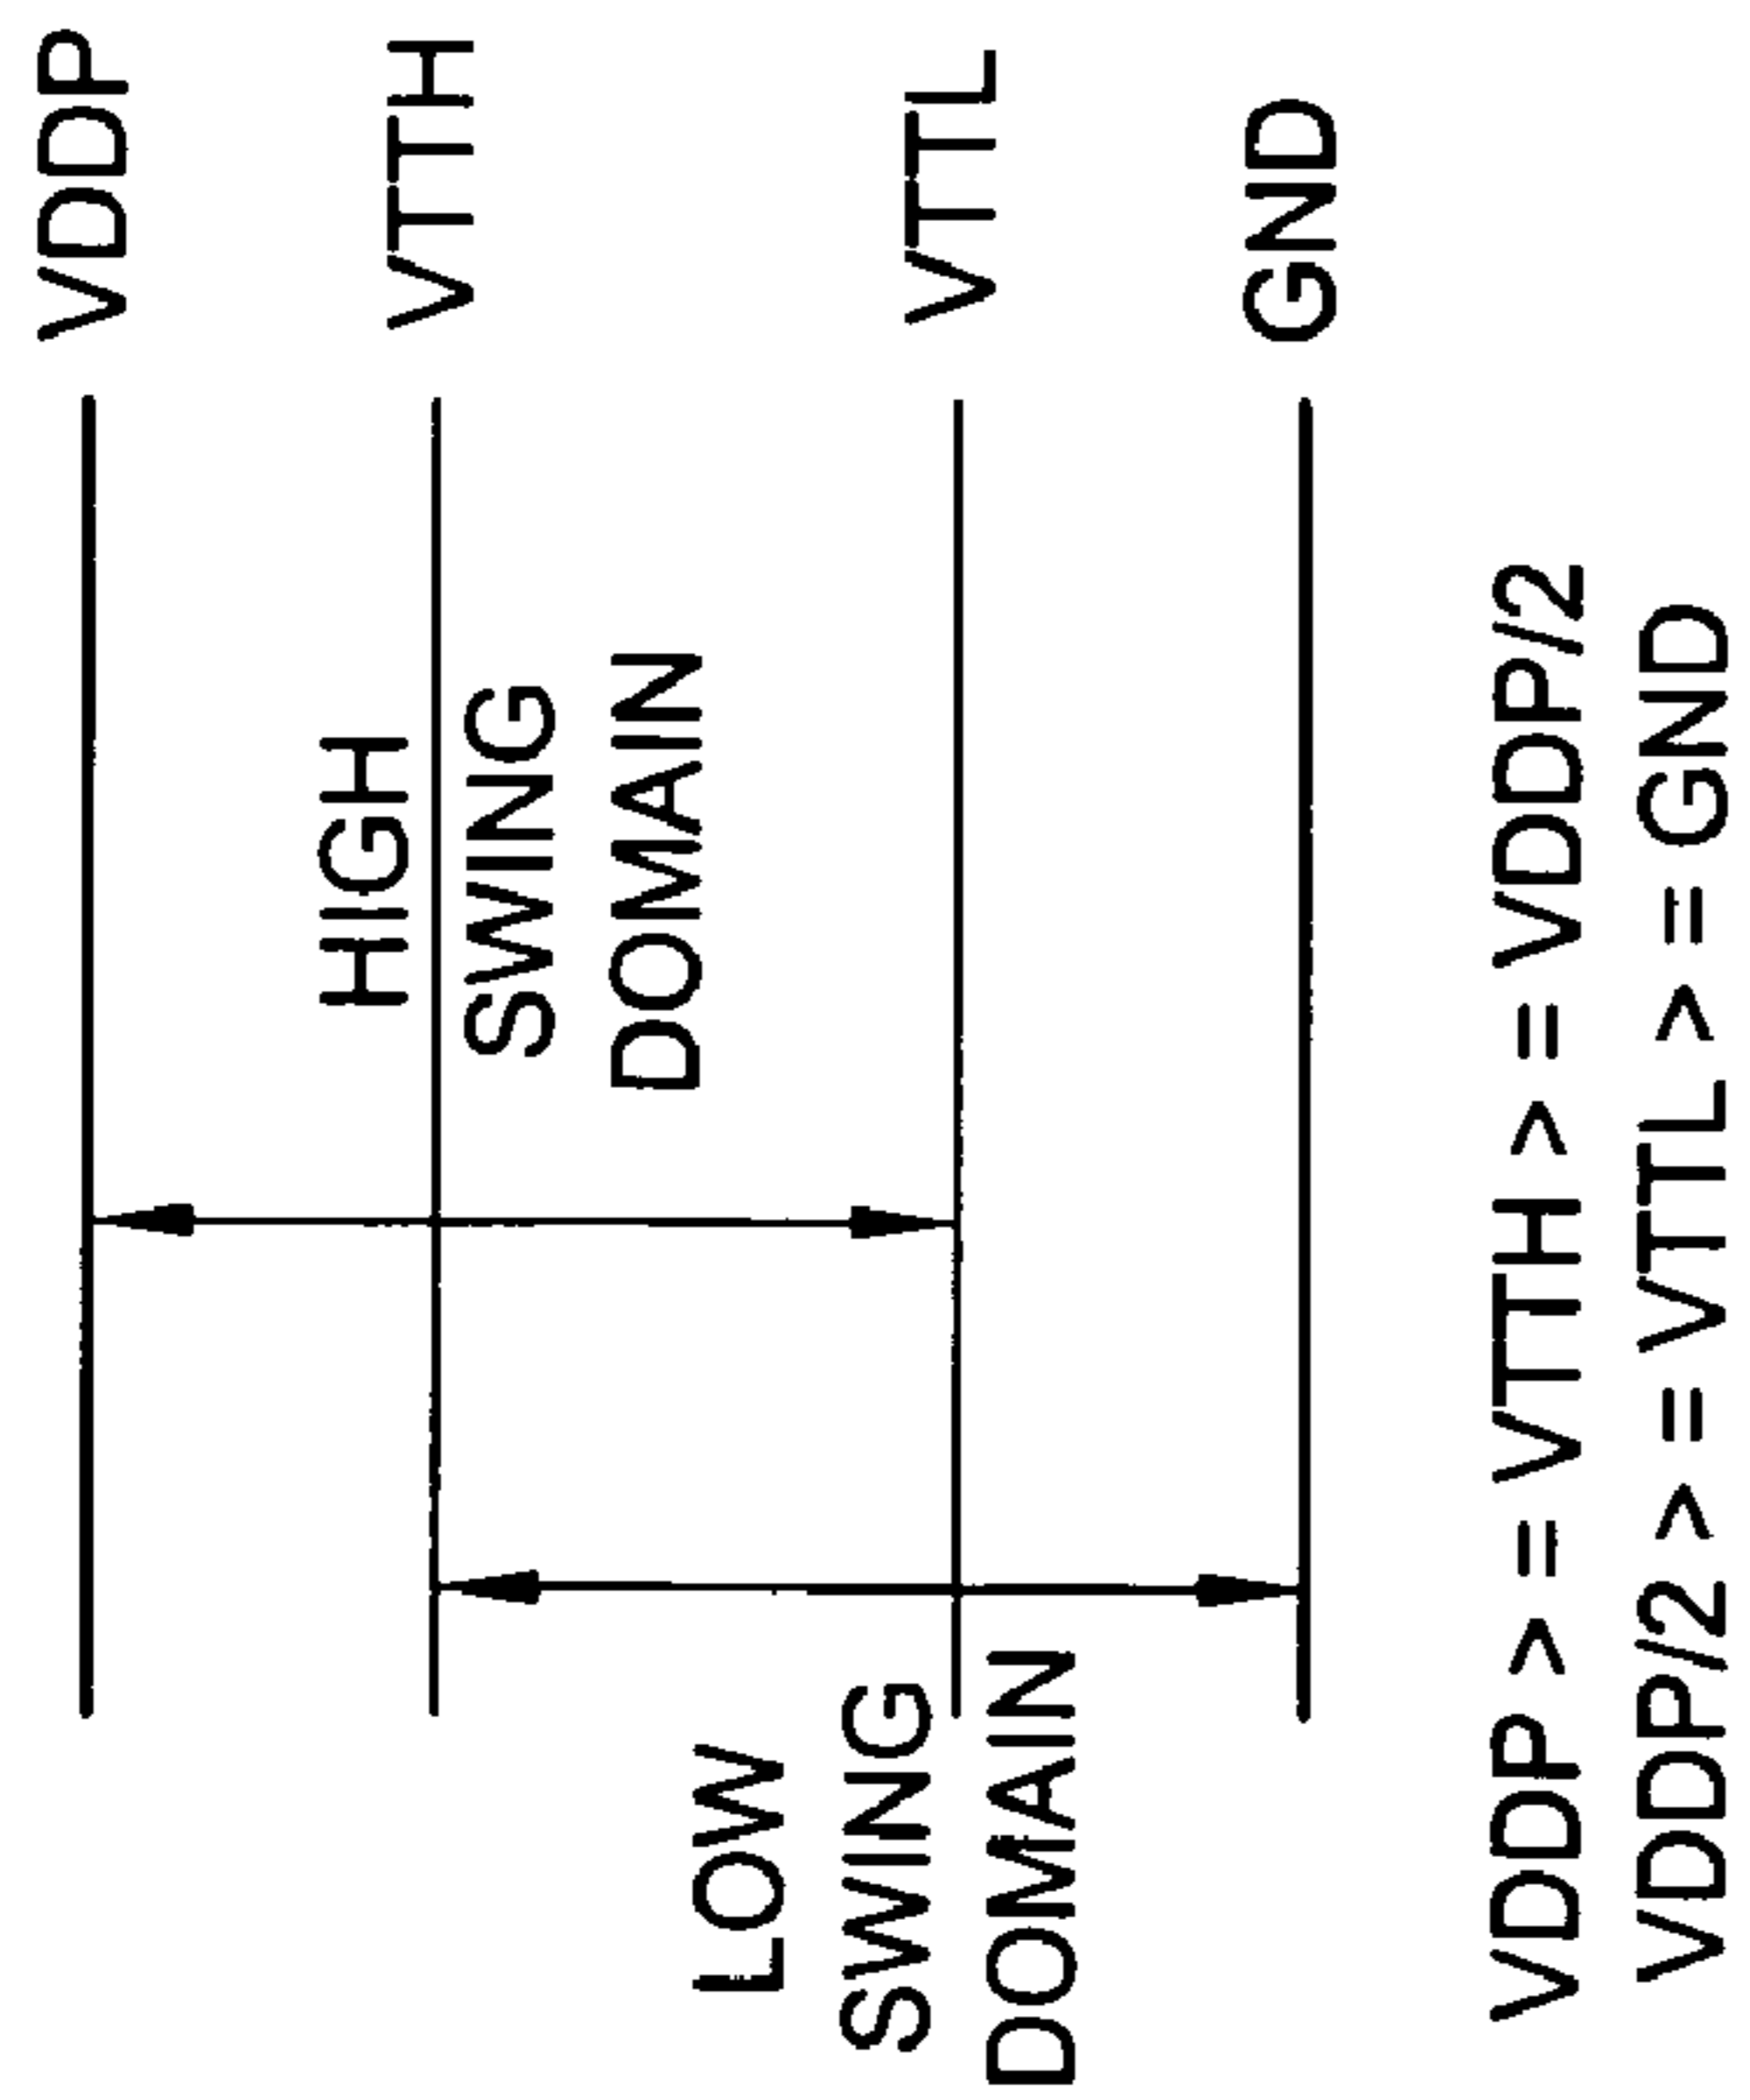 VDDP
VTTH
VTTL
GND
HIGH
SWING
DOMAIN
LOW
SWING
DOMAIN
VDDP > = VTTH > = VDDP/2
VDDP/2 > = VTTL > = GND